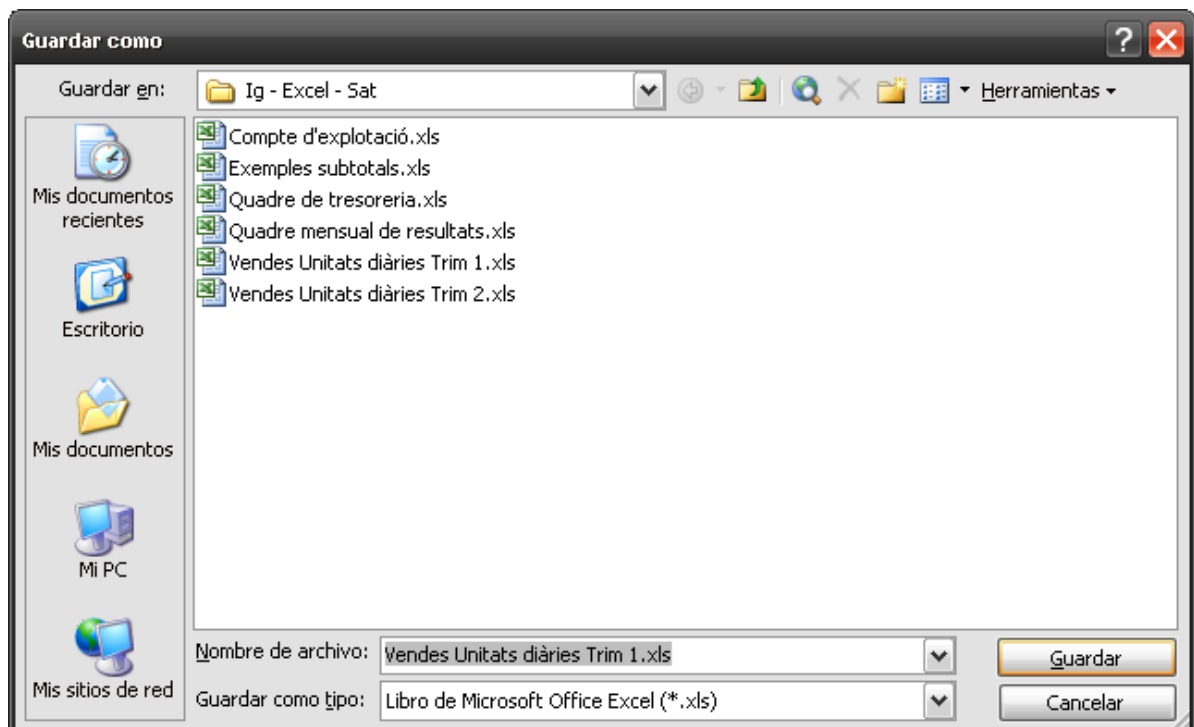 Guardar como
Guardar en: Ig - Excel - Sat Herramientas
Mis documentos recientes
Escritorio
Mis documentos
Mi PC
Mis sitios de red
Compte d'explotació.xls
Exemples subtotals.xls
Quadre de tresoreria.xls
Quadre mensual de resultats.xls
Vendes Unitats diàries Trim 1.xls
Vendes Unitats diàries Trim 2.xls
Nombre de archivo: Vendes Unitats diàries Trim 1.xls Guardar
Guardar como tipo: Libro de Microsoft Office Excel (*.xls) Cancelar